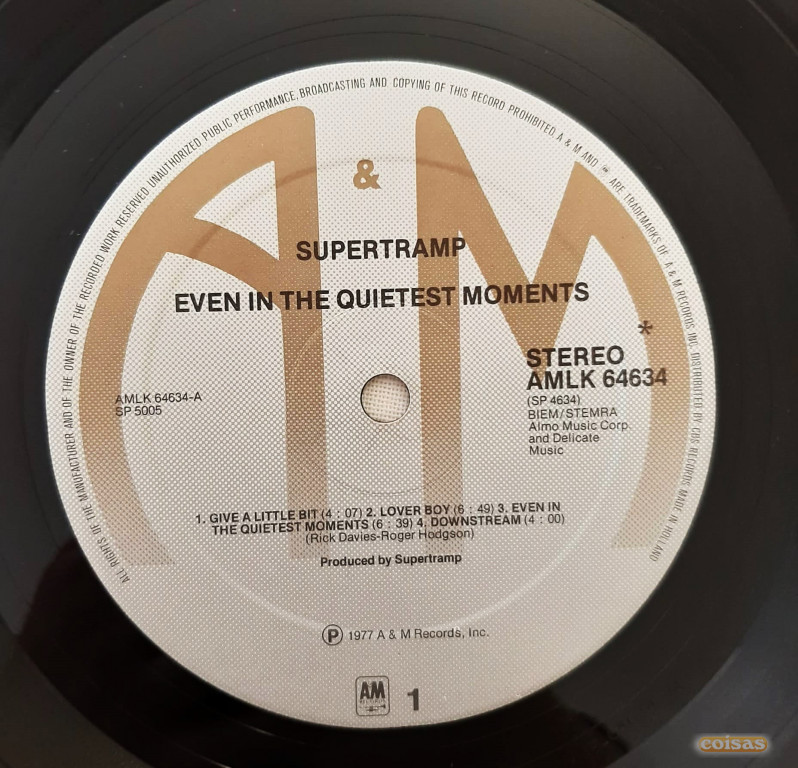 ALL RIGHTS OF THE MANUFACTURER AND OF THE OWNER OF THE RECORDED WORK RESERVED UNAUTHORIZED PUBLIC PERFORMANCE, BROADCASTING AND COPYING OF THIS RECORD PROHIBITED. A & M AND ARE TRADEMARKS OF A & M RECORDS INC. DISTRIBUTED BY CBS RECORDS MADE IN HOLLAND
A & M
SUPERTRAMP
EVEN IN THE QUIETEST MOMENTS
*
STEREO
AMLK 64634
(SP 4634)
BIEM/STEMRA
Almo Music Corp.
and Delicate
Music
AMLK 64634-A
SP 5005
1. GIVE A LITTLE BIT (4 : 07) 2. LOVER BOY (6 : 49) 3. EVEN IN
THE QUIETEST MOMENTS (6 : 39) 4. DOWNSTREAM (4 : 00)
(Rick Davies-Roger Hodgson)
Produced by Supertramp
Ⓟ 1977 A & M Records, Inc.
AM
1
coisas